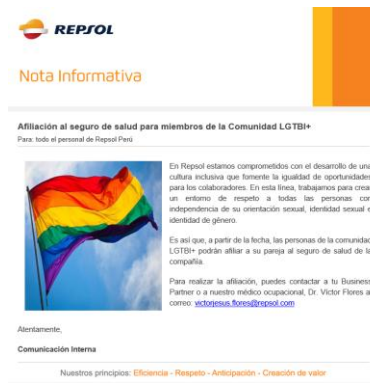 REPSOL
Nota Informativa
Afiliación al seguro de salud para miembros de la Comunidad LGTBI+
Para: todo el personal de Repsol Perú
En Repsol estamos comprometidos con el desarrollo de una
cultura inclusiva que fomente la igualdad de oportunidades
para los colaboradores. En esta línea, trabajamos para crear
un entorno de respeto a todas las personas con
independencia de su orientación sexual, identidad sexual e
identidad de género.
Es así que, a partir de la fecha, las personas de la comunidad
LGTBI+ podrán afiliar a su pareja al seguro de salud de la
compañía.
Para realizar la afiliación, puedes contactar a tu Business
Partner o a nuestro médico ocupacional, Dr. Víctor Flores al
correo: victorjesus.flores@repsol.com
Atentamente,
Comunicación Interna
Nuestros principios: Eficiencia - Respeto - Anticipación - Creación de valor